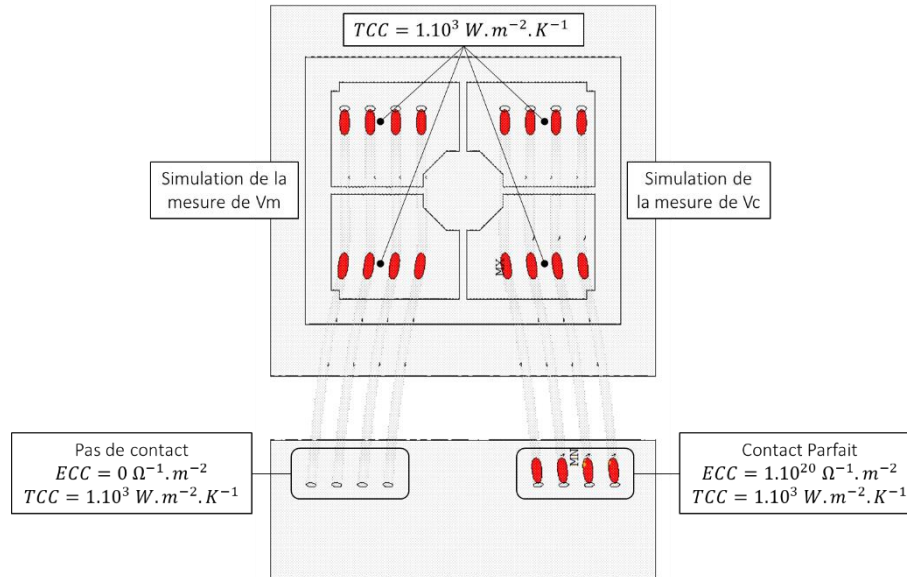 TCC = 1.10³ W.m⁻².K⁻¹
Simulation de la
mesure de Vm
Simulation de
la mesure de Vc
MX
Pas de contact
ECC = 0 Ω⁻¹.m⁻²
TCC = 1.10³ W.m⁻².K⁻¹
MN
Contact Parfait
ECC = 1.10²⁰ Ω⁻¹.m⁻²
TCC = 1.10³ W.m⁻².K⁻¹